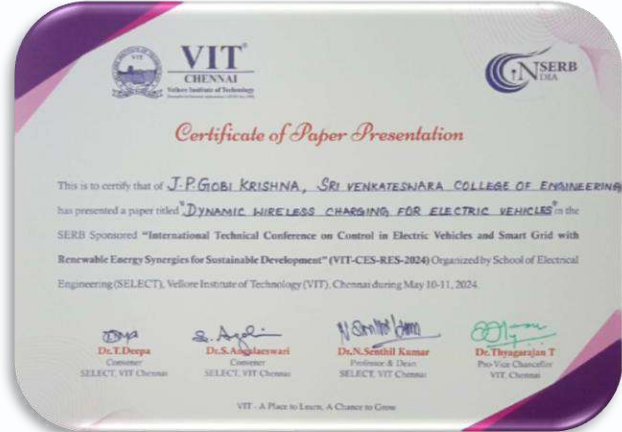 VIT
CHENNAI
Vellore Institute of Technology
SERB
INDIA
Certificate of Paper Presentation
This is to certify that of J.P.GOBI KRISHNA, SRI VENKATESWARA COLLEGE OF ENGINEERING
has presented a paper titled "DYNAMIC WIRELESS CHARGING FOR ELECTRIC VEHICLES" in the
SERB Sponsored “International Technical Conference on Control in Electric Vehicles and Smart Grid with
Renewable Energy Synergies for Sustainable Development” (VIT-CES-RES-2024) Organized by School of Electrical
Engineering (SELECT), Vellore Institute of Technology (VIT), Chennai during May 10-11, 2024.
Dr.T.Deepa Dr.S.Angalaeswari Dr.N.Senthil Kumar Dr.Thyagarajan T
Convener Convener Professor & Dean Pro-Vice Chancellor
SELECT, VIT Chennai SELECT, VIT Chennai SELECT, VIT Chennai VIT, Chennai
VIT - A Place to Learn, A Chance to Grow